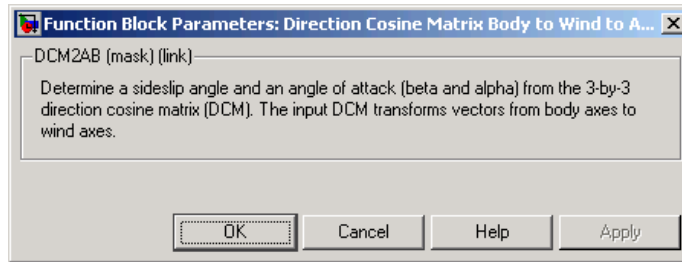 Function Block Parameters: Direction Cosine Matrix Body to Wind to A...
DCM2AB (mask) (link)
Determine a sideslip angle and an angle of attack (beta and alpha) from the 3-by-3
direction cosine matrix (DCM). The input DCM transforms vectors from body axes to
wind axes.
OK Cancel Help Apply